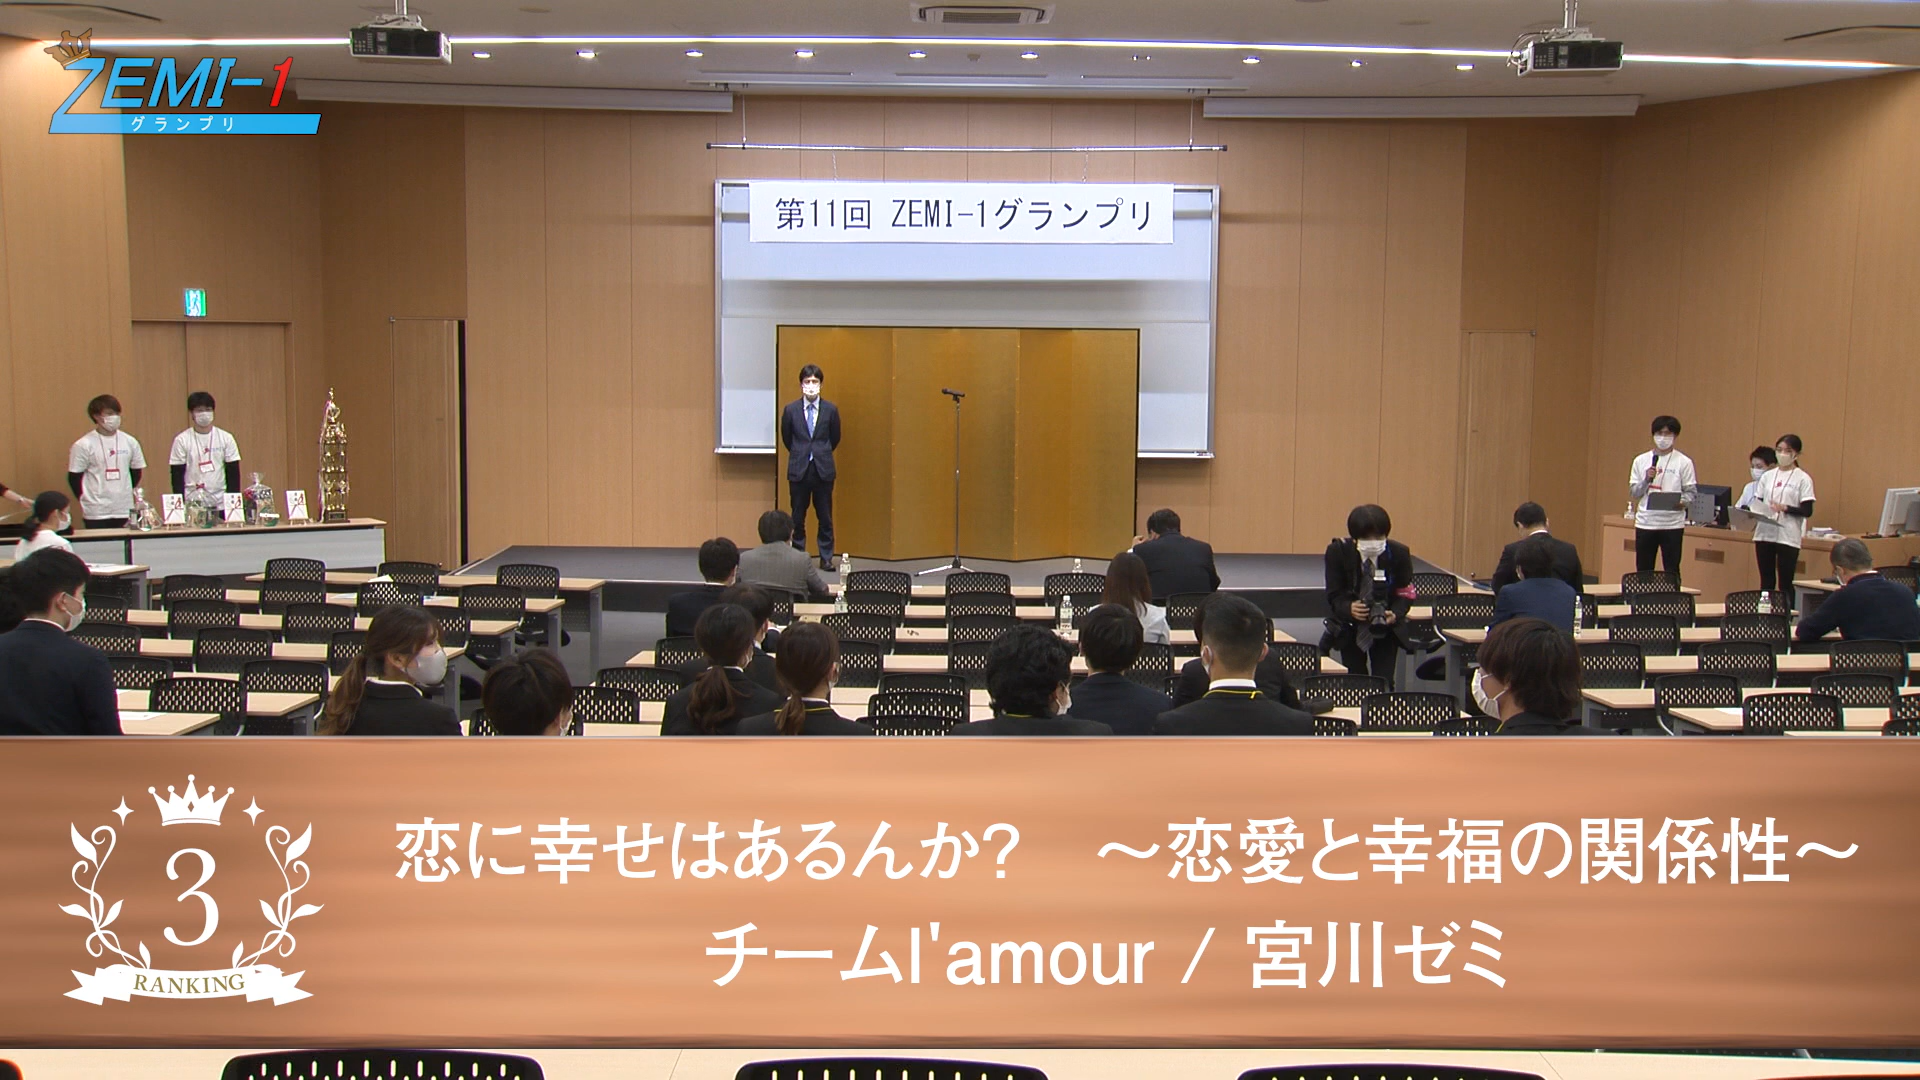 ZEMI-1
グランプリ
第11回 ZEMI-1グランプリ
3
RANKING
恋に幸せはあるんか？　～恋愛と幸福の関係性～
チームl'amour / 宮川ゼミ